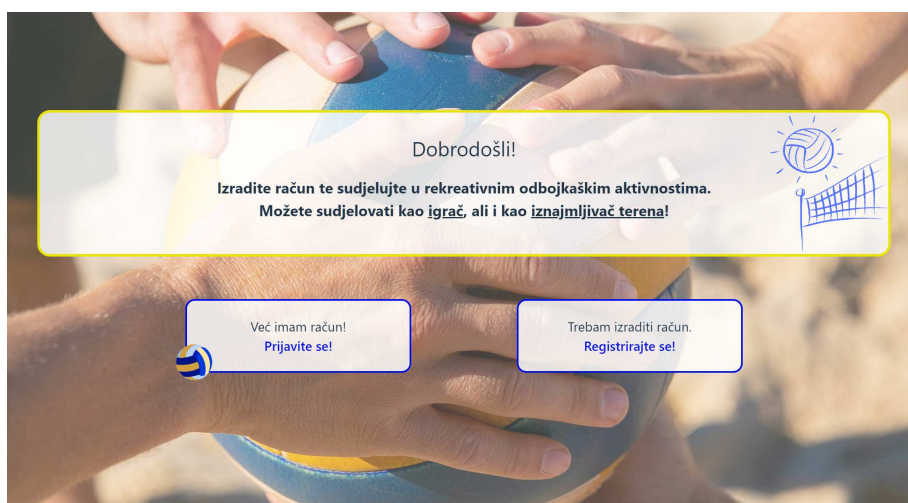 Dobrodošli!
Izradite račun te sudjelujte u rekreativnim odbojkaškim aktivnostima.
Možete sudjelovati kao igrač, ali i kao iznajmljivač terena!
Već imam račun!
Prijavite se!
Trebam izraditi račun.
Registrirajte se!